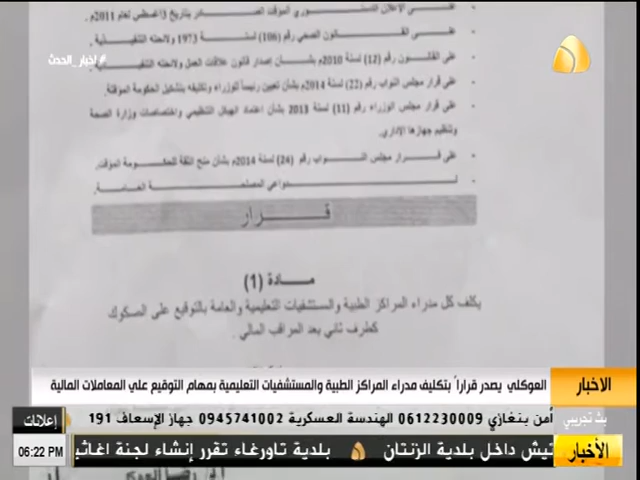 على الإعلان الدستوري المؤقت الصادر بتاريخ 3 أغسطس لعام 2011م.
على القانون الصحي رقم (106) لسنة 1973 ولائحته التنفيذية.
على القانون رقم (12) لسنة 2010م بشأن إصدار قانون علاقات العمل ولائحته التنفيذية.
على قرار مجلس النواب رقم (22) لسنة 2014م بشأن تعيين رئيساً للوزراء وتكليفه بتشكيل الحكومة المؤقتة.
على قرار مجلس الوزراء رقم (11) لسنة 2013 بشأن اعتماد الهيكل التنظيمي واختصاصات وزارة الصحة
وتنظيم جهازها الإداري.
على قرار مجلس النواب رقم (24) لسنة 2014م بشأن منح الثقة للحكومة المؤقتة.
لدواعي المصلحة العامة.
#اخبار_الحدث
قرار
مادة (1)
يكلف كل مدراء المراكز الطبية والمستشفيات التعليمية والعامة بالتوقيع على الصكوك
كطرف ثاني بعد المراقب المالي.
الاخبار
العوكلي يصدر قراراً بتكليف مدراء المراكز الطبية والمستشفيات التعليمية بمهام التوقيع علي المعاملات المالية
بث تجريبي
أمن بنغازي 0612230009 الهندسة العسكرية 0945741002 جهاز الإسعاف 191
إعلانات
الأخبار
تيش داخل بلدية الزنتان بلدية تاورغاء تقرر إنشاء لجنة اغاثي
06:22 PM